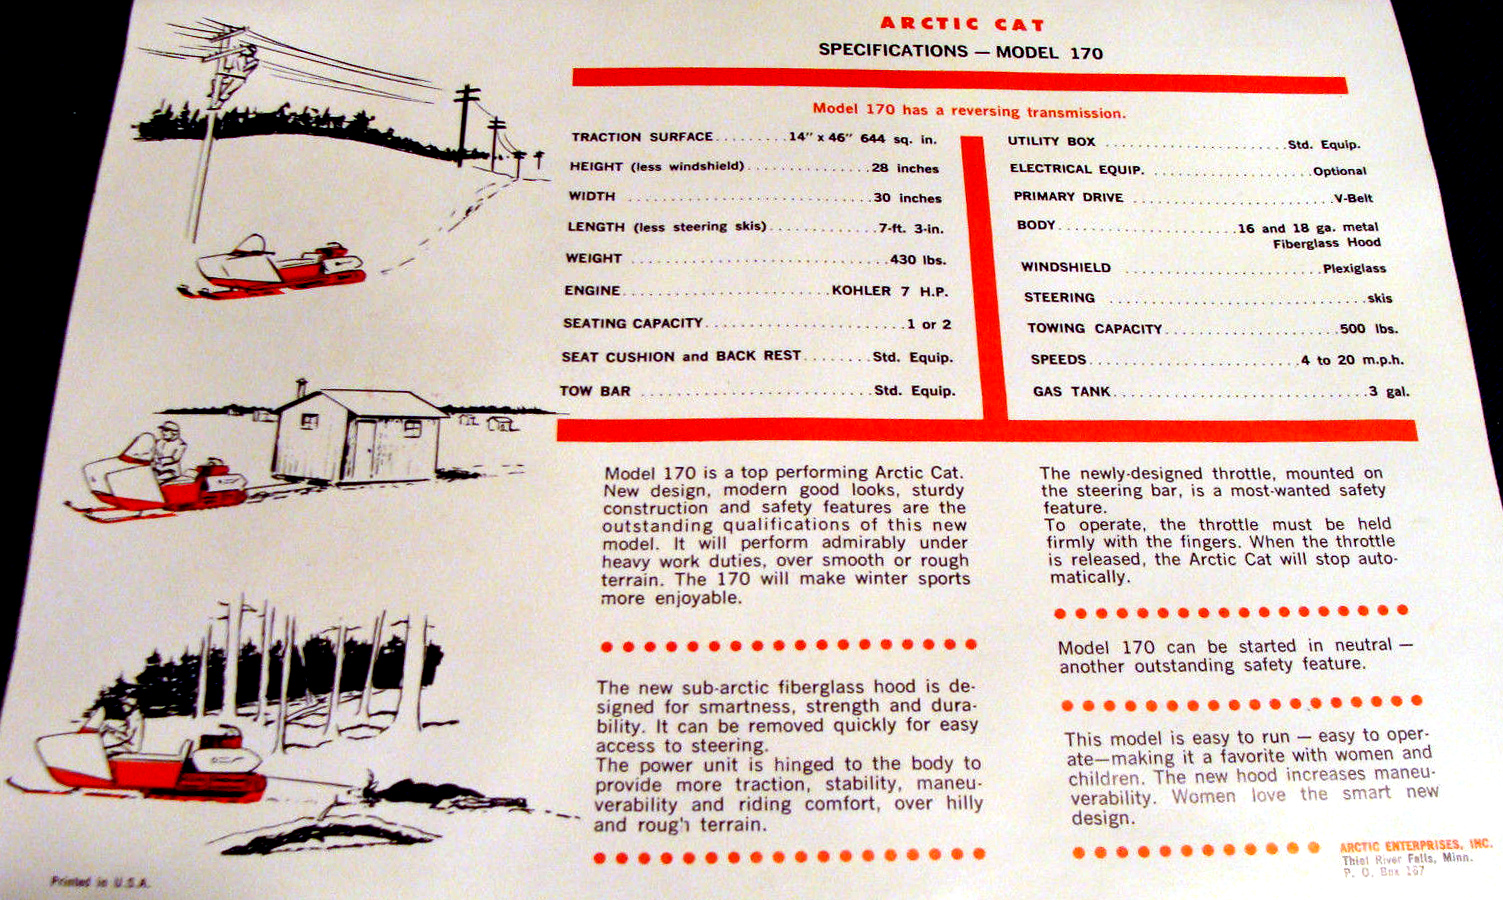 ARCTIC CAT
SPECIFICATIONS — MODEL 170
Model 170 has a reversing transmission.
TRACTION SURFACE.........14" x 46" 644 sq. in.
HEIGHT (less windshield)..............28 inches
WIDTH ............................30 inches
LENGTH (less steering skis).............7-ft. 3-in.
WEIGHT ..............................430 lbs.
ENGINE........................KOHLER 7 H.P.
SEATING CAPACITY.......................1 or 2
SEAT CUSHION and BACK REST........Std. Equip.
TOW BAR ...........................Std. Equip.
UTILITY BOX ......................Std. Equip.
ELECTRICAL EQUIP. ...................Optional
PRIMARY DRIVE ........................V-Belt
BODY.....................16 and 18 ga. metal
Fiberglass Hood
WINDSHIELD .......................Plexiglass
STEERING ..............................skis
TOWING CAPACITY.....................500 lbs.
SPEEDS.........................4 to 20 m.p.h.
GAS TANK..............................3 gal.
Model 170 is a top performing Arctic Cat.
New design, modern good looks, sturdy
construction and safety features are the
outstanding qualifications of this new
model. It will perform admirably under
heavy work duties, over smooth or rough
terrain. The 170 will make winter sports
more enjoyable.
The new sub-arctic fiberglass hood is de-
signed for smartness, strength and dura-
bility. It can be removed quickly for easy
access to steering.
The power unit is hinged to the body to
provide more traction, stability, maneu-
verability and riding comfort, over hilly
and rough terrain.
The newly-designed throttle, mounted on
the steering bar, is a most-wanted safety
feature.
To operate, the throttle must be held
firmly with the fingers. When the throttle
is released, the Arctic Cat will stop auto-
matically.
Model 170 can be started in neutral —
another outstanding safety feature.
This model is easy to run — easy to oper-
ate—making it a favorite with women and
children. The new hood increases maneu-
verability. Women love the smart new
design.
ARCTIC ENTERPRISES, INC.
Thief River Falls, Minn.
P. O. Box 167
Printed in U.S.A.